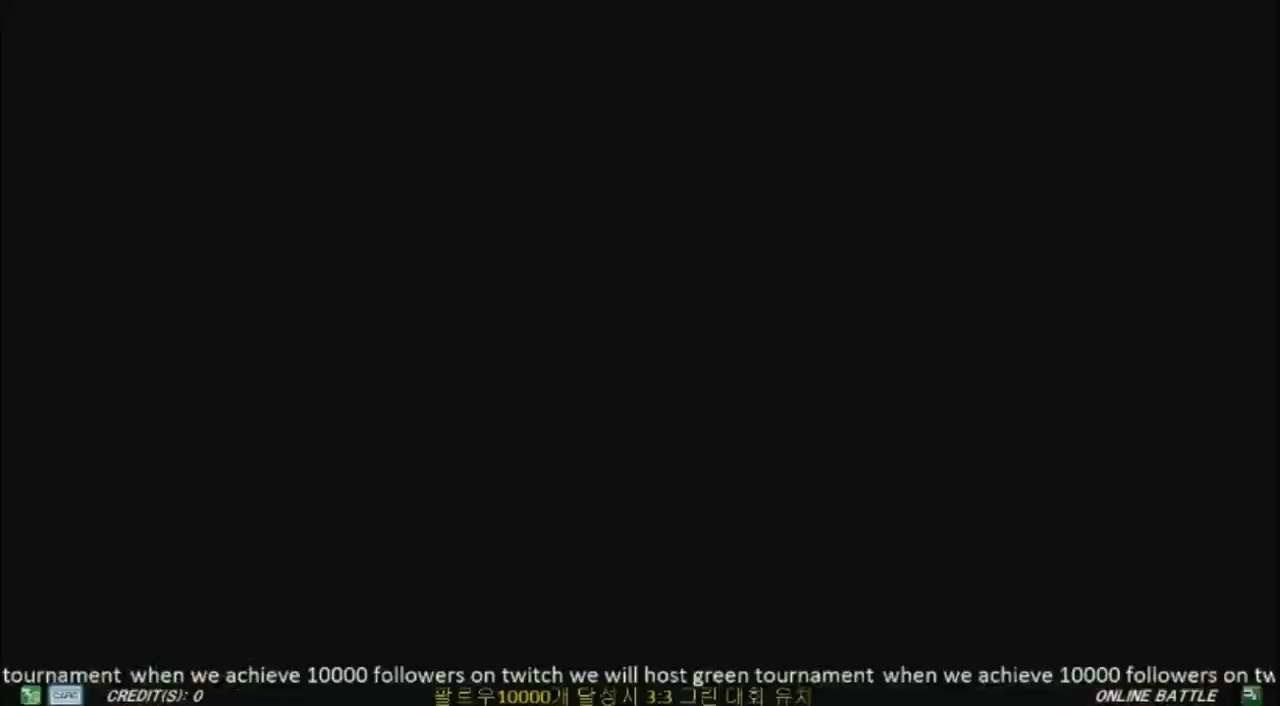 tournament when we achieve 10000 followers on twitch we will host green tournament when we achieve 10000 followers on tw
CREDIT(S): 0 팔로우10000개 달성시 3:3 그린 대회 유치 ONLINE BATTLE